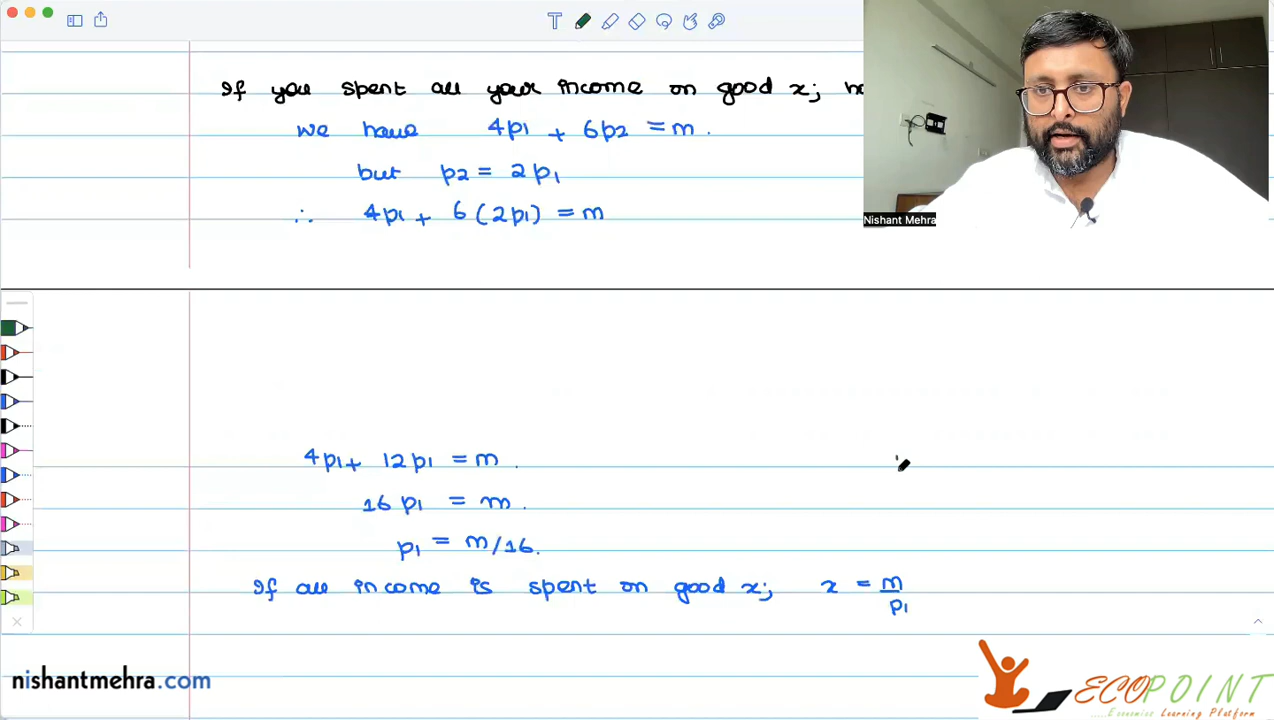 If you spent all your income on good x;
we have 4p1 + 6p2 = m.
but p2 = 2p1
∴ 4p1 + 6(2p1) = m
Nishant Mehra
4p1 + 12p1 = m.
16p1 = m.
p1 = m/16.
If all income is spent on good x; x = m/p1
nishantmehra.com
ECOPOINT
.....Economics Learning Platform